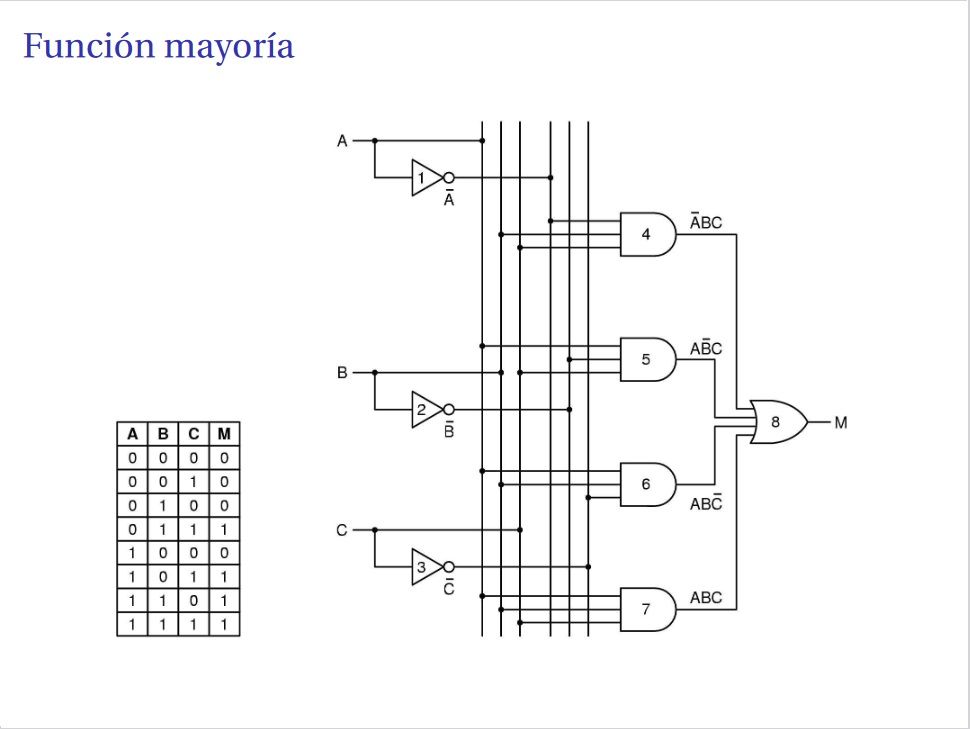 Función mayoría
A
1
A̅
A̅BC
4
AB̅C
5
B
2
B̅
8
M
6
ABC̅
C
3
C̅
ABC
7
A B C M
0 0 0 0
0 0 1 0
0 1 0 0
0 1 1 1
1 0 0 0
1 0 1 1
1 1 0 1
1 1 1 1